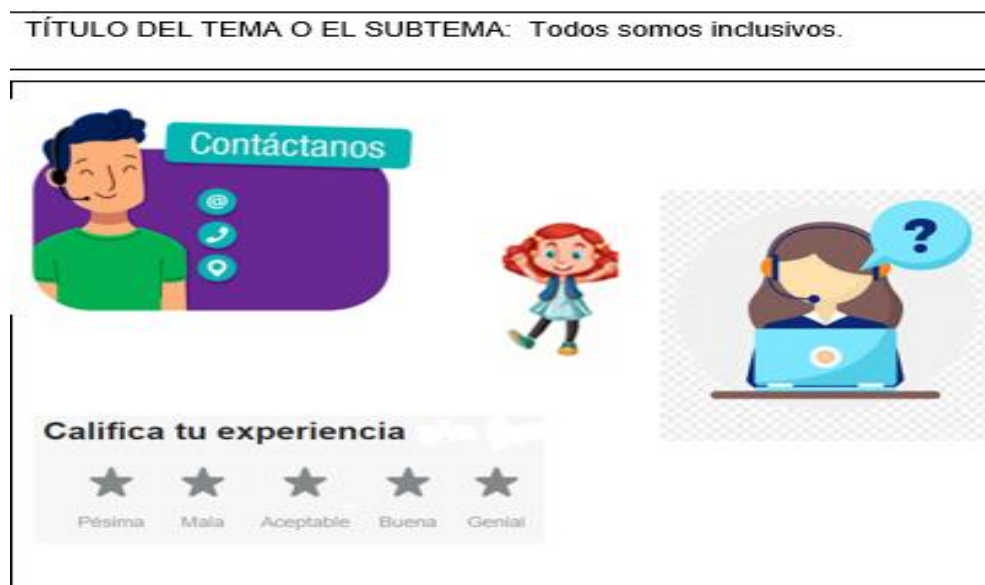 TÍTULO DEL TEMA O EL SUBTEMA: Todos somos inclusivos.
Contáctanos
@
?
Califica tu experiencia
Pésima Mala Aceptable Buena Genial